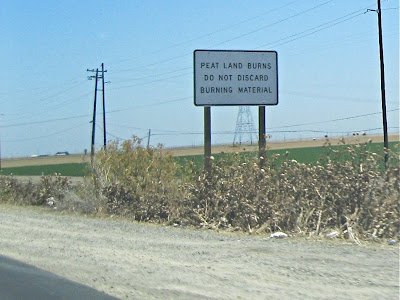 PEAT LAND BURNS
DO NOT DISCARD
BURNING MATERIAL